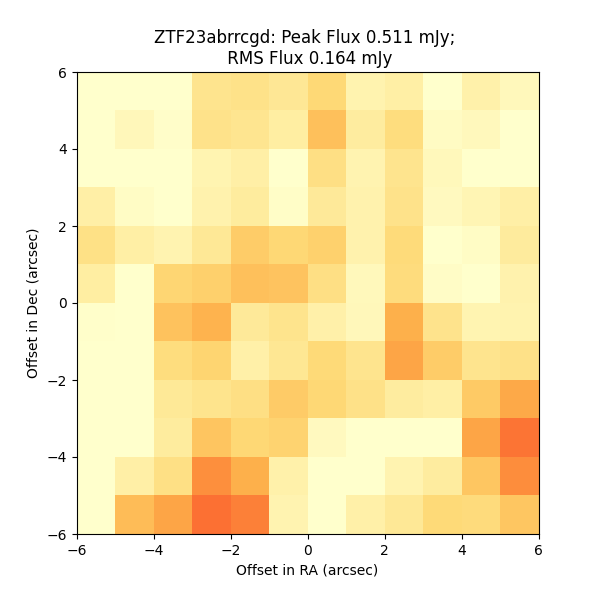 ZTF23abrrcgd: Peak Flux 0.511 mJy;
RMS Flux 0.164 mJy
6
4
2
0
−2
−4
−6
Offset in Dec (arcsec)
−6 −4 −2 0 2 4 6
Offset in RA (arcsec)